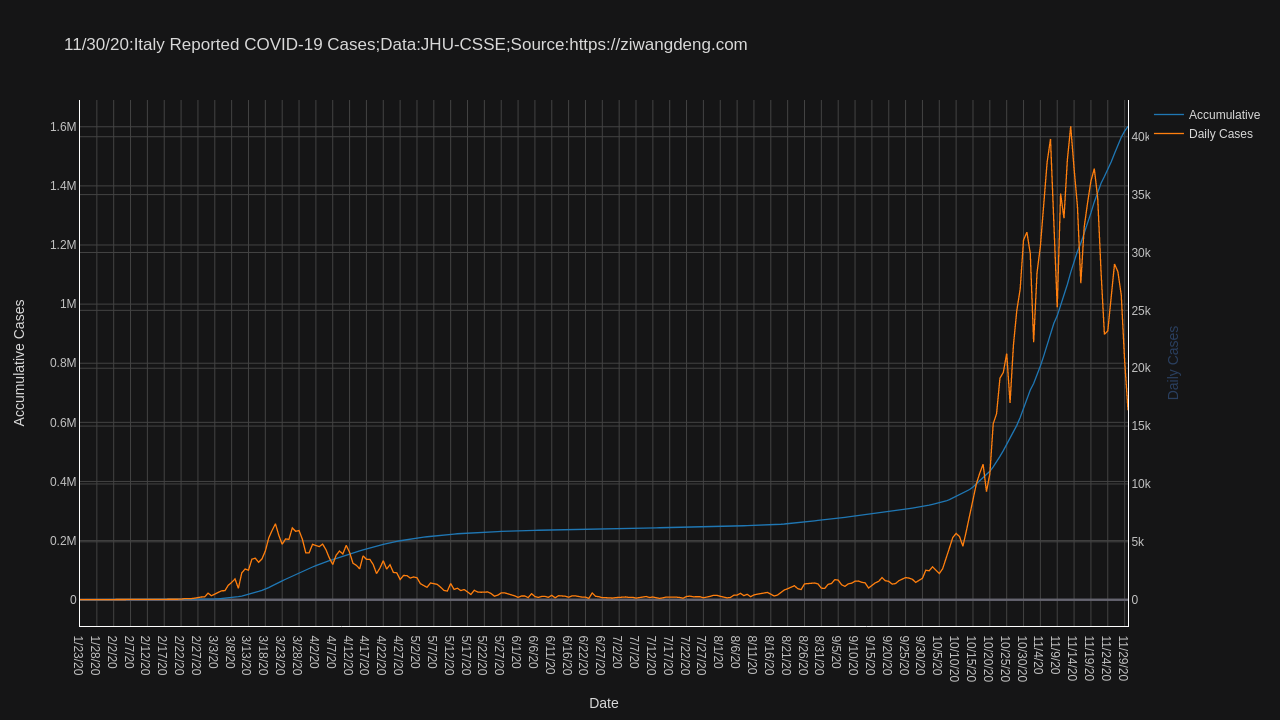 11/30/20:Italy Reported COVID-19 Cases;Data:JHU-CSSE;Source:https://ziwangdeng.com
Accumulative
Daily Cases
1.6M
1.4M
1.2M
1M
0.8M
0.6M
0.4M
0.2M
0
Accumulative Cases
40k
35k
30k
25k
20k
15k
10k
5k
0
Daily Cases
1/23/20
1/28/20
2/2/20
2/7/20
2/12/20
2/17/20
2/22/20
2/27/20
3/3/20
3/8/20
3/13/20
3/18/20
3/23/20
3/28/20
4/2/20
4/7/20
4/12/20
4/17/20
4/22/20
4/27/20
5/2/20
5/7/20
5/12/20
5/17/20
5/22/20
5/27/20
6/1/20
6/6/20
6/11/20
6/16/20
6/22/20
6/27/20
7/2/20
7/7/20
7/12/20
7/17/20
7/22/20
7/27/20
8/1/20
8/6/20
8/11/20
8/16/20
8/21/20
8/26/20
8/31/20
9/5/20
9/10/20
9/15/20
9/20/20
9/25/20
9/30/20
10/5/20
10/10/20
10/15/20
10/20/20
10/25/20
10/30/20
11/4/20
11/9/20
11/14/20
11/19/20
11/24/20
11/29/20
Date